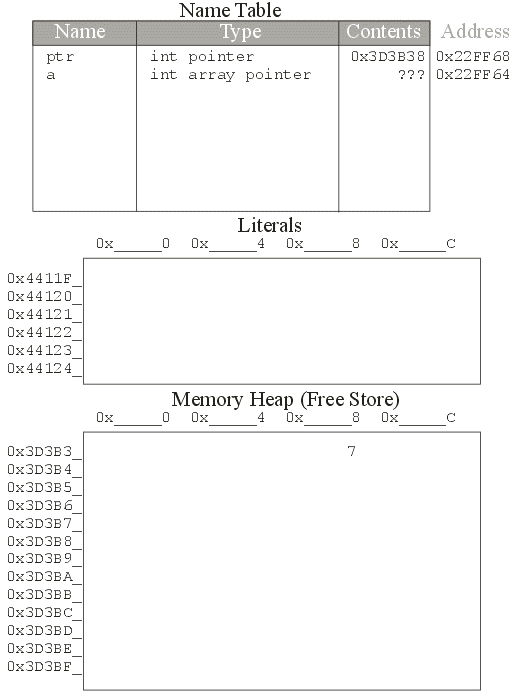 Name Table
Name Type Contents Address
ptr int pointer 0x3D3B38 0x22FF68
a int array pointer ??? 0x22FF64
Literals
0x_____0 0x_____4 0x_____8 0x_____C
0x4411F_
0x44120_
0x44121_
0x44122_
0x44123_
0x44124_
Memory Heap (Free Store)
0x_____0 0x_____4 0x_____8 0x_____C
0x3D3B3_ 7
0x3D3B4_
0x3D3B5_
0x3D3B6_
0x3D3B7_
0x3D3B8_
0x3D3B9_
0x3D3BA_
0x3D3BB_
0x3D3BC_
0x3D3BD_
0x3D3BE_
0x3D3BF_